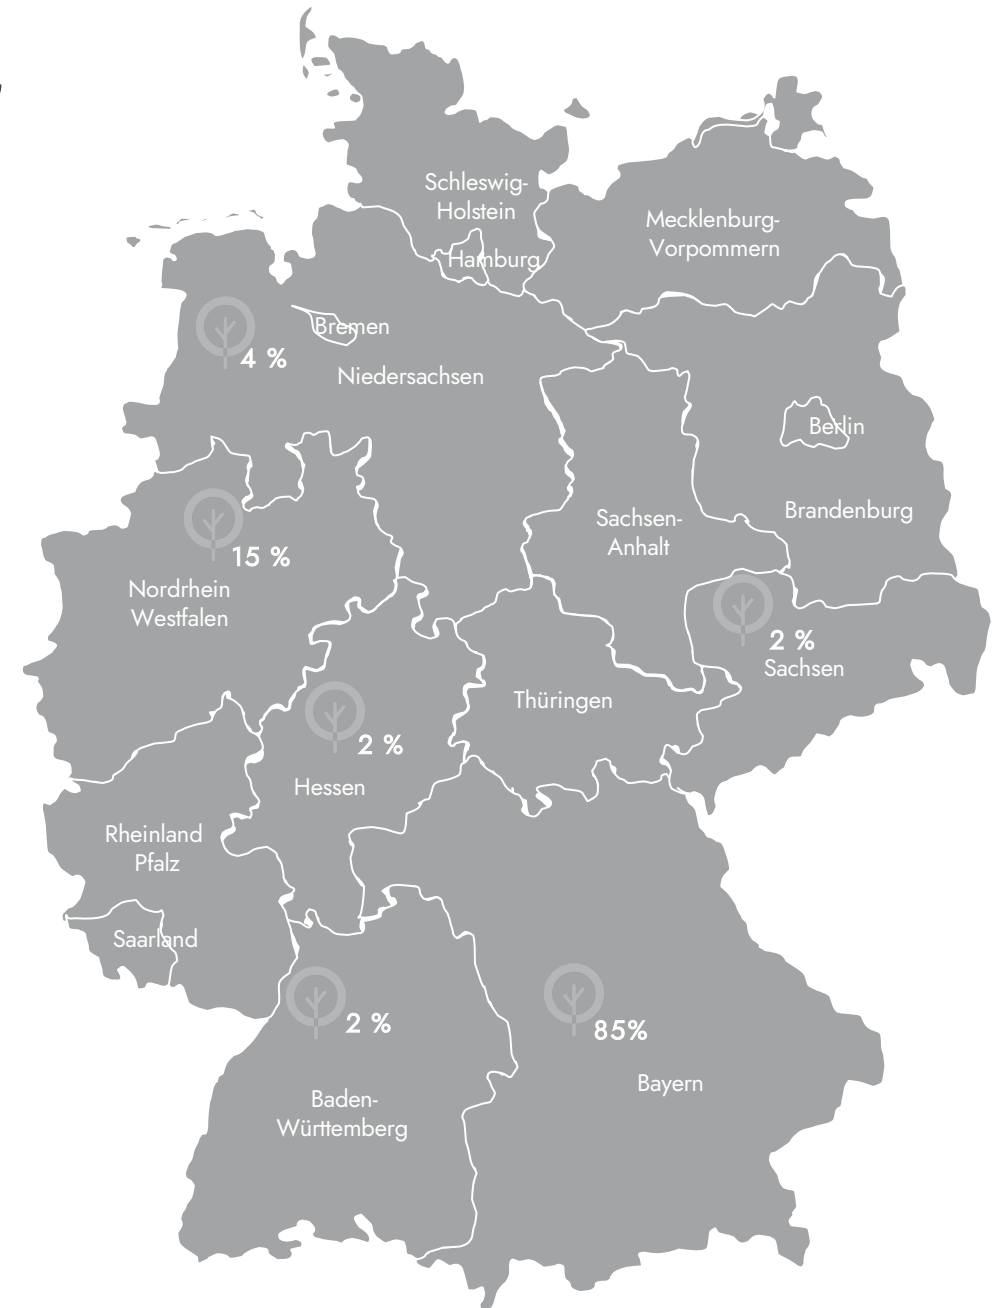 Schleswig-
Holstein
Mecklenburg-
Vorpommern
Hamburg
Bremen
4 %
Niedersachsen
Berlin
Brandenburg
Sachsen-
Anhalt
15 %
Nordrhein
Westfalen
2 %
Sachsen
Thüringen
2 %
Hessen
Rheinland
Pfalz
Saarland
2 %
85%
Bayern
Baden-
Württemberg